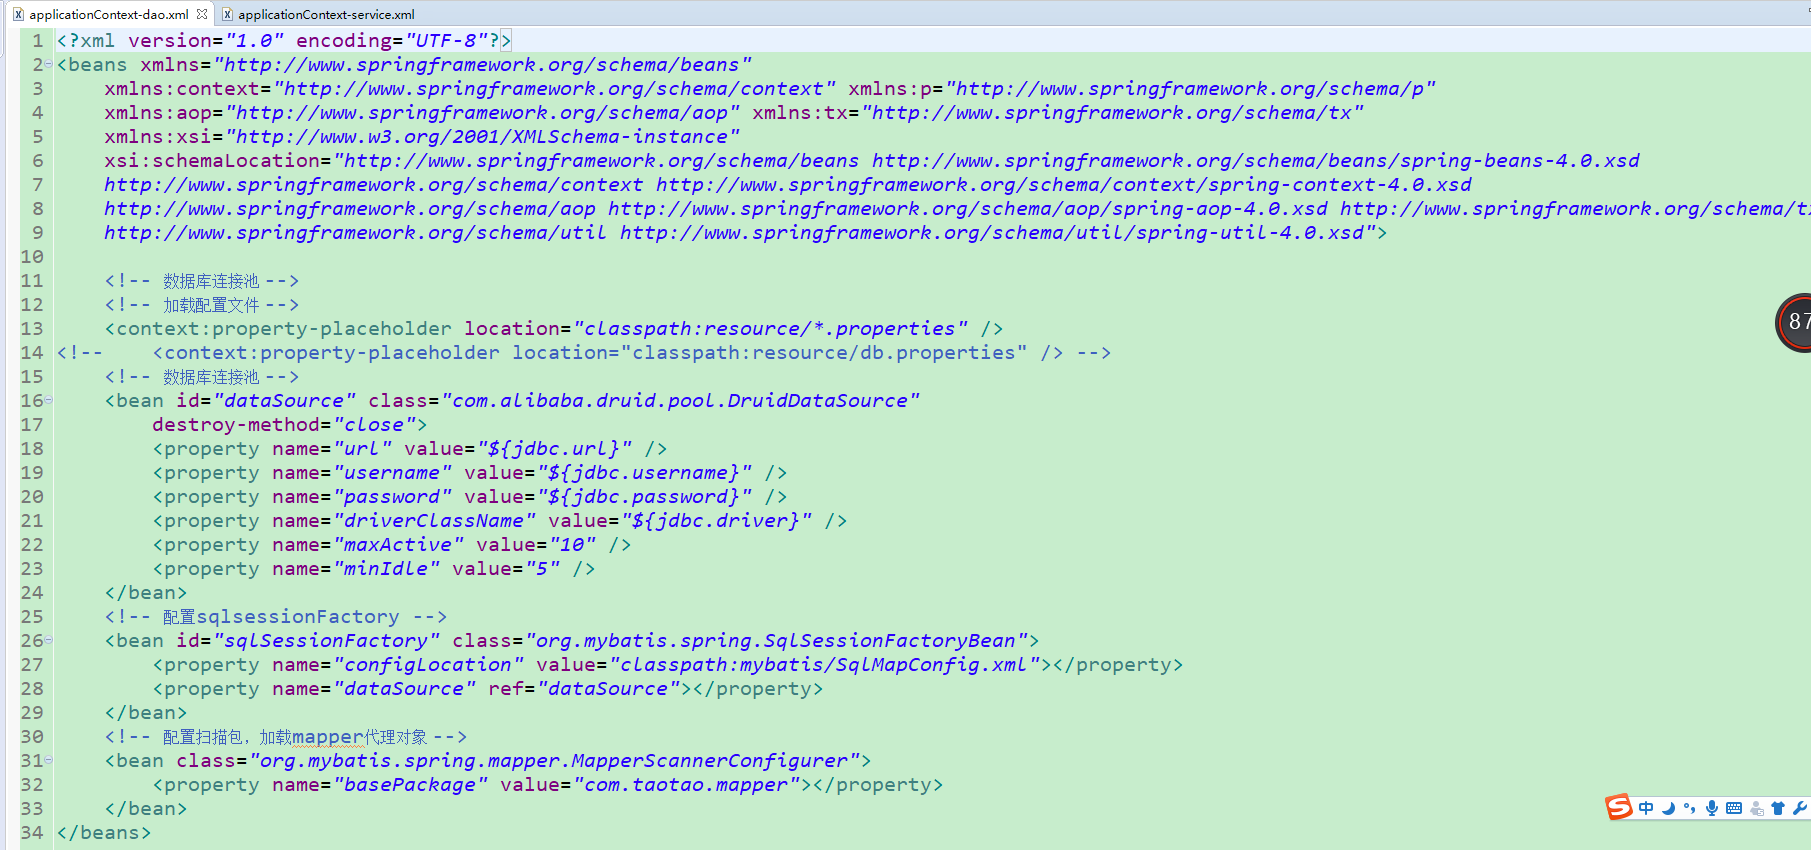 applicationContext-dao.xml applicationContext-service.xml
1 <?xml version="1.0" encoding="UTF-8"?>
2 <beans xmlns="http://www.springframework.org/schema/beans"
3 xmlns:context="http://www.springframework.org/schema/context" xmlns:p="http://www.springframework.org/schema/p"
4 xmlns:aop="http://www.springframework.org/schema/aop" xmlns:tx="http://www.springframework.org/schema/tx"
5 xmlns:xsi="http://www.w3.org/2001/XMLSchema-instance"
6 xsi:schemaLocation="http://www.springframework.org/schema/beans http://www.springframework.org/schema/beans/spring-beans-4.0.xsd
7 http://www.springframework.org/schema/context http://www.springframework.org/schema/context/spring-context-4.0.xsd
8 http://www.springframework.org/schema/aop http://www.springframework.org/schema/aop/spring-aop-4.0.xsd http://www.springframework.org/schema/t
9 http://www.springframework.org/schema/util http://www.springframework.org/schema/util/spring-util-4.0.xsd">
10
11 <!-- 数据库连接池 -->
12 <!-- 加载配置文件 -->
13 <context:property-placeholder location="classpath:resource/*.properties" />
14 <!-- <context:property-placeholder location="classpath:resource/db.properties" /> -->
15 <!-- 数据库连接池 -->
16 <bean id="dataSource" class="com.alibaba.druid.pool.DruidDataSource"
17 destroy-method="close">
18 <property name="url" value="${jdbc.url}" />
19 <property name="username" value="${jdbc.username}" />
20 <property name="password" value="${jdbc.password}" />
21 <property name="driverClassName" value="${jdbc.driver}" />
22 <property name="maxActive" value="10" />
23 <property name="minIdle" value="5" />
24 </bean>
25 <!-- 配置sqlsessionFactory -->
26 <bean id="sqlSessionFactory" class="org.mybatis.spring.SqlSessionFactoryBean">
27 <property name="configLocation" value="classpath:mybatis/SqlMapConfig.xml"></property>
28 <property name="dataSource" ref="dataSource"></property>
29 </bean>
30 <!-- 配置扫描包，加载mapper代理对象 -->
31 <bean class="org.mybatis.spring.mapper.MapperScannerConfigurer">
32 <property name="basePackage" value="com.taotao.mapper"></property>
33 </bean>
34 </beans>
87
中